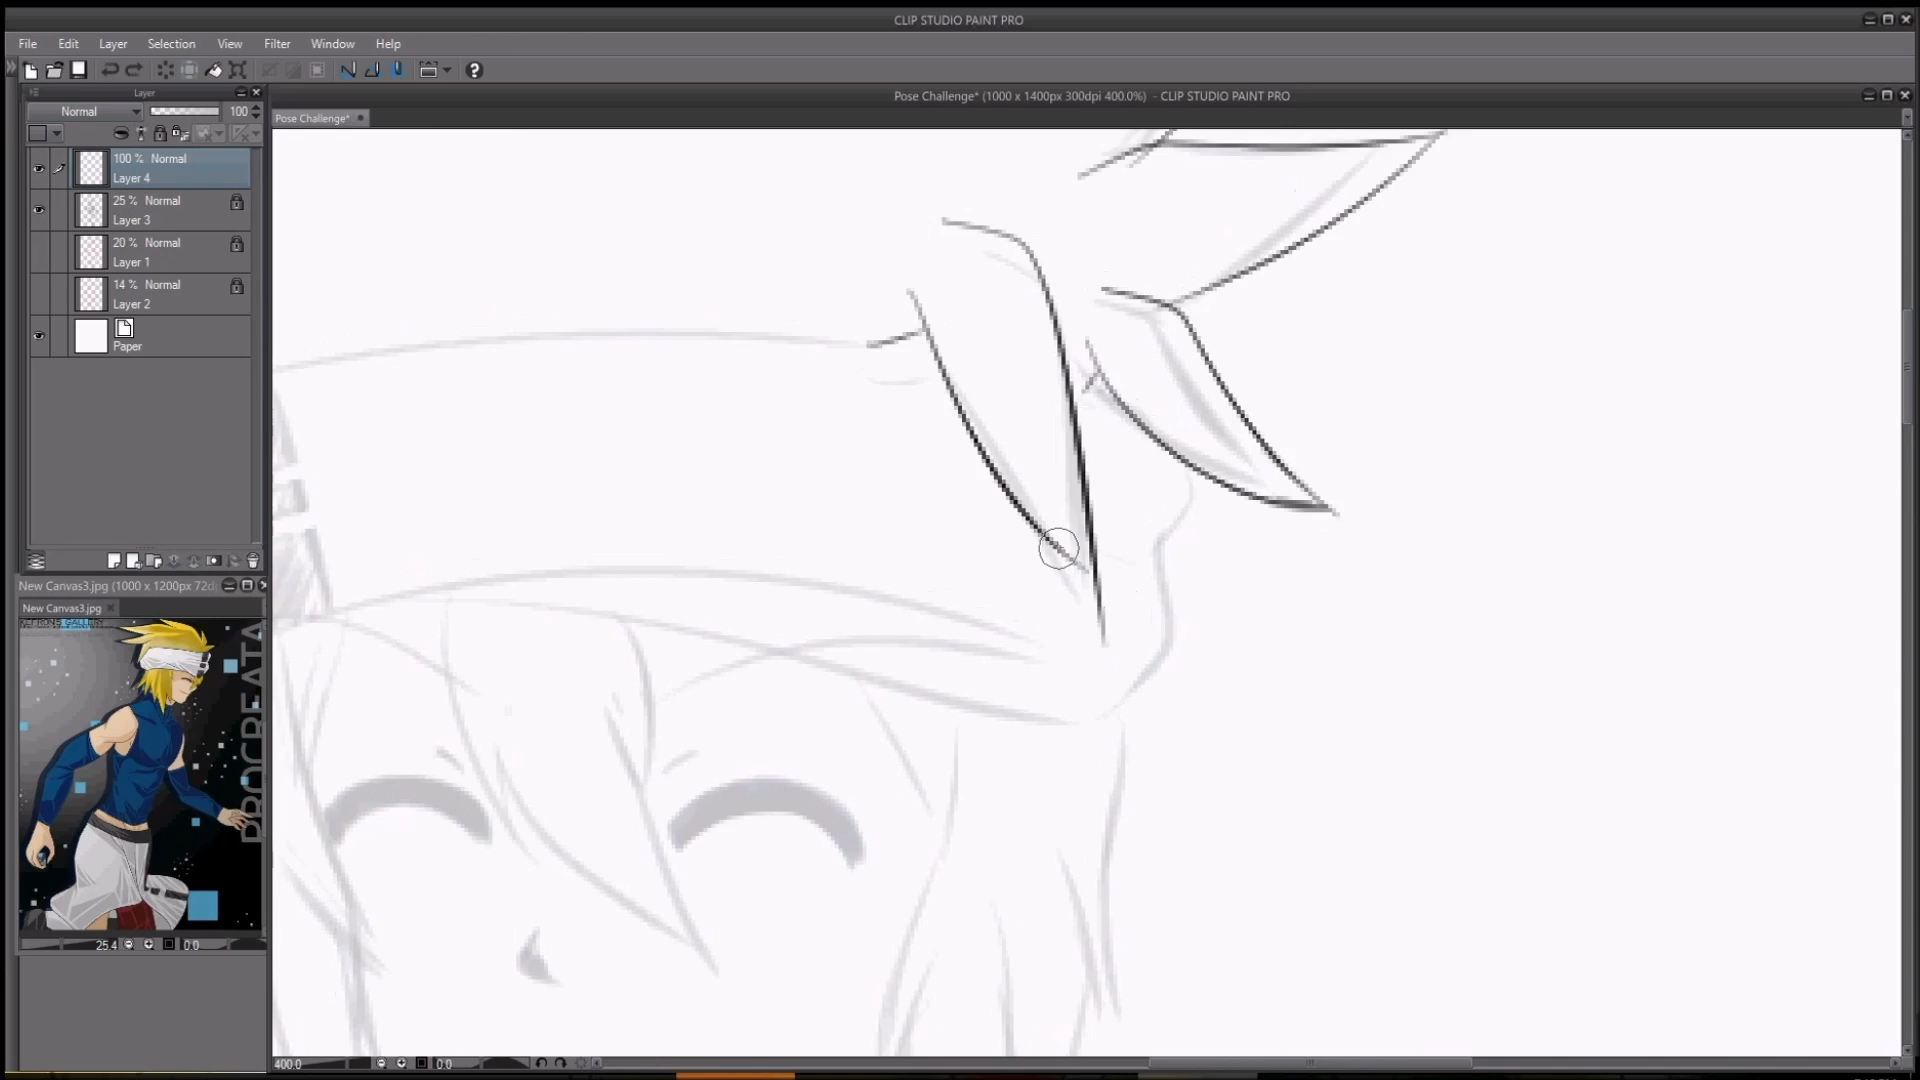 CLIP STUDIO PAINT PRO
File Edit Layer Selection View Filter Window Help
Layer
Pose Challenge* (1000 x 1400px 300dpi 400.0%) - CLIP STUDIO PAINT PRO
Normal 100
Pose Challenge*
100 % Normal
Layer 4
25 % Normal
Layer 3
20 % Normal
Layer 1
14 % Normal
Layer 2
Paper
New Canvas3.jpg (1000 x 1200px 72d
New Canvas3.jpg
GALLERY
PROCREATA
25.4 0.0
400.0 0.0